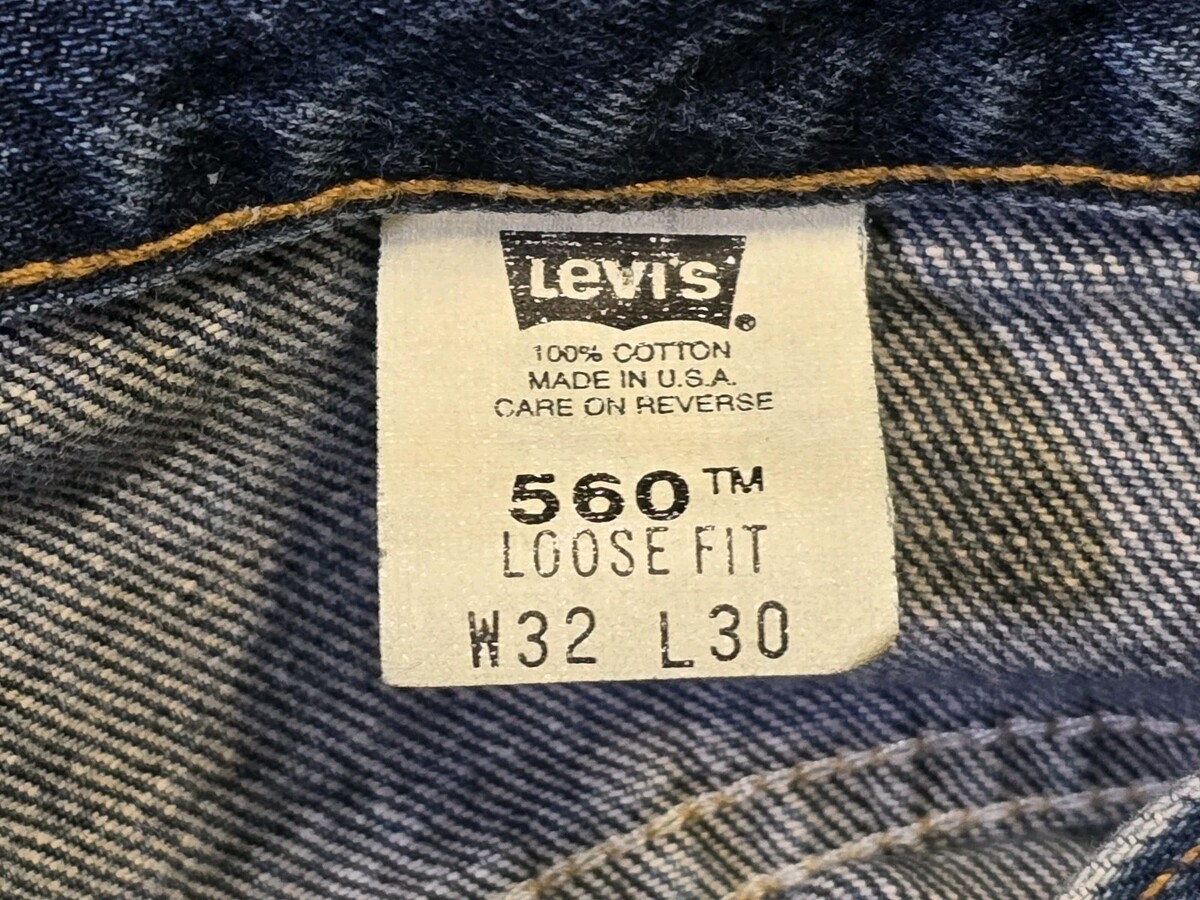 Levi's®
100% COTTON
MADE IN U.S.A.
CARE ON REVERSE
560™
LOOSE FIT
W32 L30